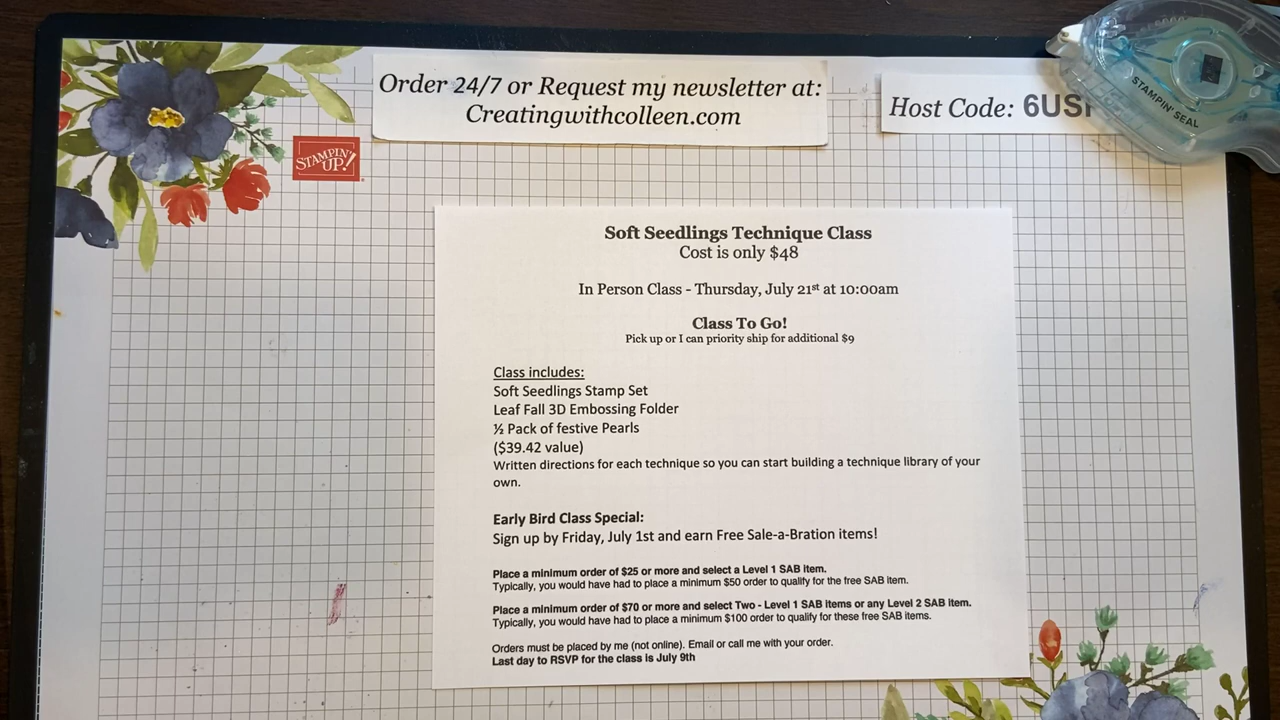 Order 24/7 or Request my newsletter at:
Creatingwithcolleen.com
Host Code: 6US
STAMPIN' SEAL
STAMPIN' UP!
Soft Seedlings Technique Class
Cost is only $48
In Person Class - Thursday, July 21st at 10:00am
Class To Go!
Pick up or I can priority ship for additional $9
Class includes:
Soft Seedlings Stamp Set
Leaf Fall 3D Embossing Folder
½ Pack of festive Pearls
($39.42 value)
Written directions for each technique so you can start building a technique library of your
own.
Early Bird Class Special:
Sign up by Friday, July 1st and earn Free Sale-a-Bration items!
Place a minimum order of $25 or more and select a Level 1 SAB item.
Typically, you would have had to place a minimum $50 order to qualify for the free SAB item.
Place a minimum order of $70 or more and select Two - Level 1 SAB items or any Level 2 SAB item.
Typically, you would have had to place a minimum $100 order to qualify for these free SAB items.
Orders must be placed by me (not online). Email or call me with your order.
Last day to RSVP for the class is July 9th